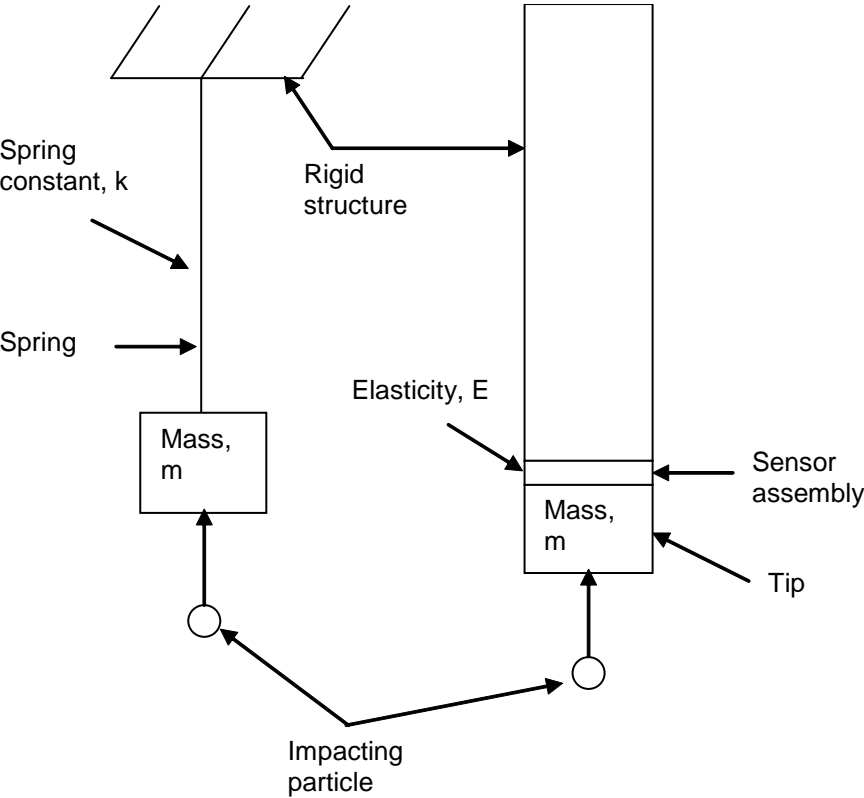 Spring
constant, k
Rigid
structure
Spring
Elasticity, E
Mass,
m
Sensor
assembly
Mass,
m
Tip
Impacting
particle